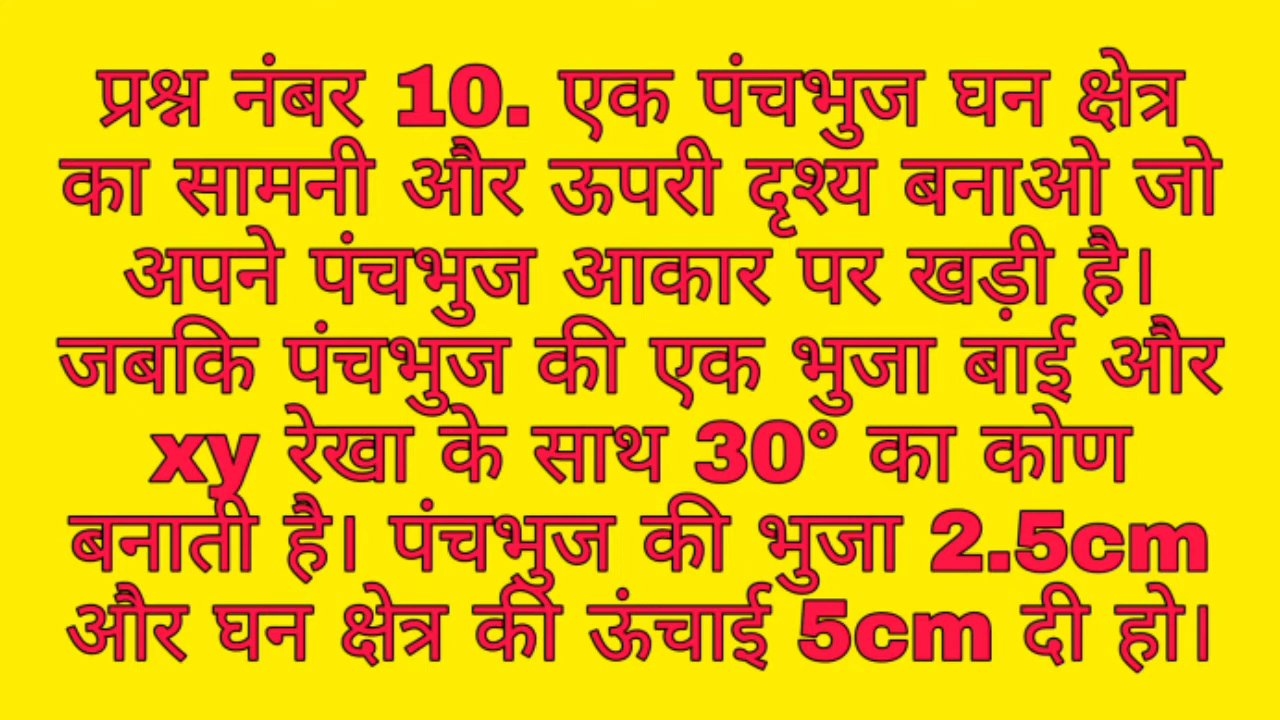 प्रश्न नंबर 10. एक पंचभुज घन क्षेत्र
का सामनी और ऊपरी दृश्य बनाओ जो
अपने पंचभुज आकार पर खड़ी है।
जबकि पंचभुज की एक भुजा बांई और
xy रेखा के साथ 30° का कोण
बनाती है। पंचभुज की भुजा 2.5cm
और घन क्षेत्र की ऊंचाई 5cm दी हो।